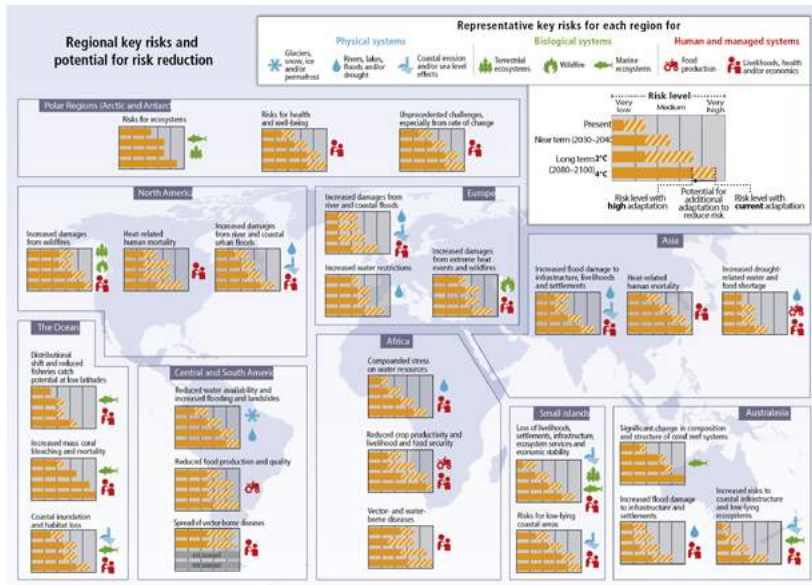 Regional key risks and
potential for risk reduction
Representative key risks for each region for
Physical systems
Biological systems
Human and managed systems
Glaciers,
snow, ice
and/or
permafrost
Rivers, lakes,
floods and/or
drought
Coastal erosion
and/or sea level
effects
Terrestrial
ecosystems
Wildfire
Marine
ecosystems
Food
production
Livelihoods, health
and/or economics
Risk level
Very
low
Medium
Very
high
Present
Near term (2030–2040
Long term 2°C
(2080–2100)
4°C
Risk level with
high adaptation
Potential for
additional
adaptation to
reduce risk
Risk level with
current adaptation
Polar Regions (Arctic and Antarc
Risks for ecosystems
Risks for health
and well-being
Unprecedented challenges,
especially from rate of change
North America
Increased damages
from wildfires
Heat-related
human mortality
Increased damages
from river and coastal
urban floods
Europe
Increased damages from
river and coastal floods
Increased water restrictions
Increased damages
from extreme heat
events and wildfires
Asia
Increased flood damage to
infrastructure, livelihoods
and settlements
Heat-related
human mortality
Increased drought-
related water and
food shortage
The Ocean
Distributional
shift and reduced
fisheries catch
potential at low latitudes
Increased mass coral
bleaching and mortality
Coastal inundation
and habitat loss
Central and South Ameri
Reduced water availability and
increased flooding and landslides
Reduced food production and quality
Spread of vector-borne diseases
Africa
Compounded stress
on water resources
Reduced crop productivity and
livelihood and food security
Vector- and water-
borne diseases
Small islands
Loss of livelihoods,
settlements, infrastructure,
ecosystem services and
economic stability
Risks for low-lying
coastal areas
Australasia
Significant change in composition
and structure of coral reef systems
Increased flood damage
to infrastructure and
settlements
Increased risks to
coastal infrastructure
and low-lying
ecosystems